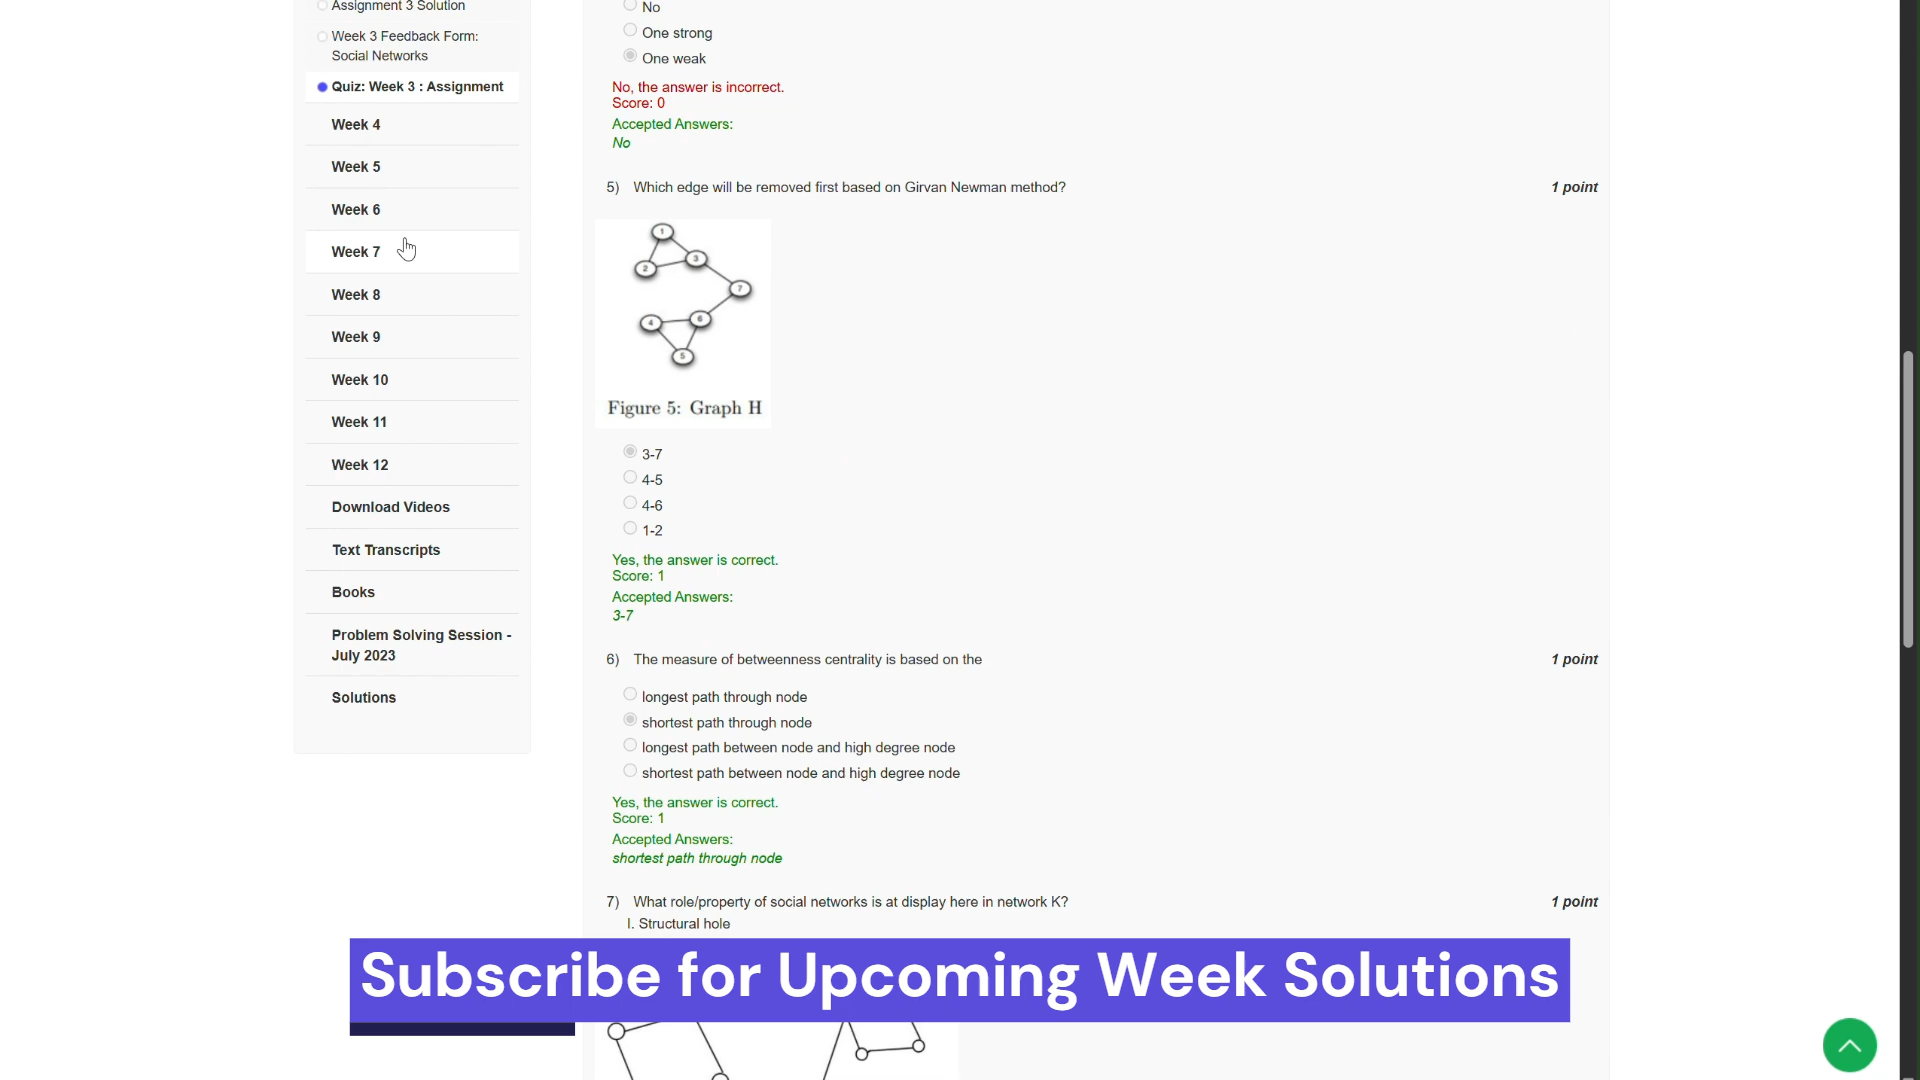 Assignment 3 Solution
Week 3 Feedback Form:
Social Networks
Quiz: Week 3 : Assignment
Week 4
Week 5
Week 6
Week 7
Week 8
Week 9
Week 10
Week 11
Week 12
Download Videos
Text Transcripts
Books
Problem Solving Session -
July 2023
Solutions
No
One strong
One weak
No, the answer is incorrect.
Score: 0
Accepted Answers:
No
5) Which edge will be removed first based on Girvan Newman method? 1 point
1
2
3
7
4
6
5
Figure 5: Graph H
3-7
4-5
4-6
1-2
Yes, the answer is correct.
Score: 1
Accepted Answers:
3-7
6) The measure of betweenness centrality is based on the 1 point
longest path through node
shortest path through node
longest path between node and high degree node
shortest path between node and high degree node
Yes, the answer is correct.
Score: 1
Accepted Answers:
shortest path through node
7) What role/property of social networks is at display here in network K? 1 point
I. Structural hole
Subscribe for Upcoming Week Solutions